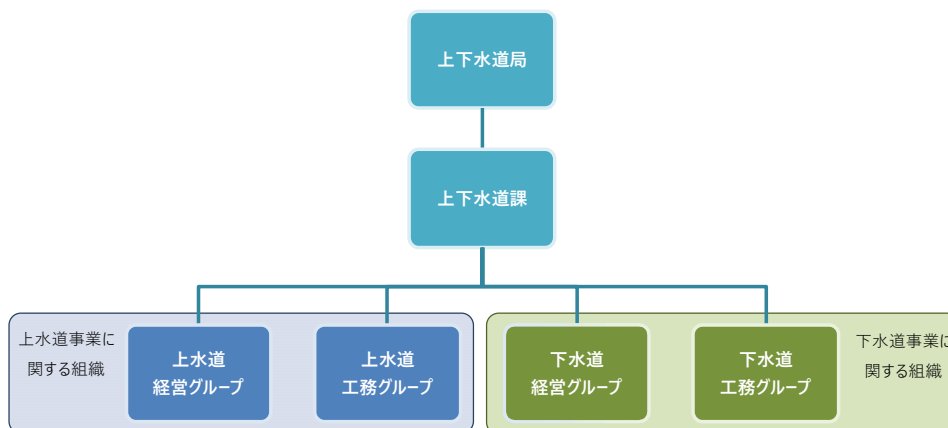 上下水道局
上下水道課
上水道事業に
関する組織
上水道
経営グループ
上水道
工務グループ
下水道
経営グループ
下水道
工務グループ
下水道事業に
関する組織